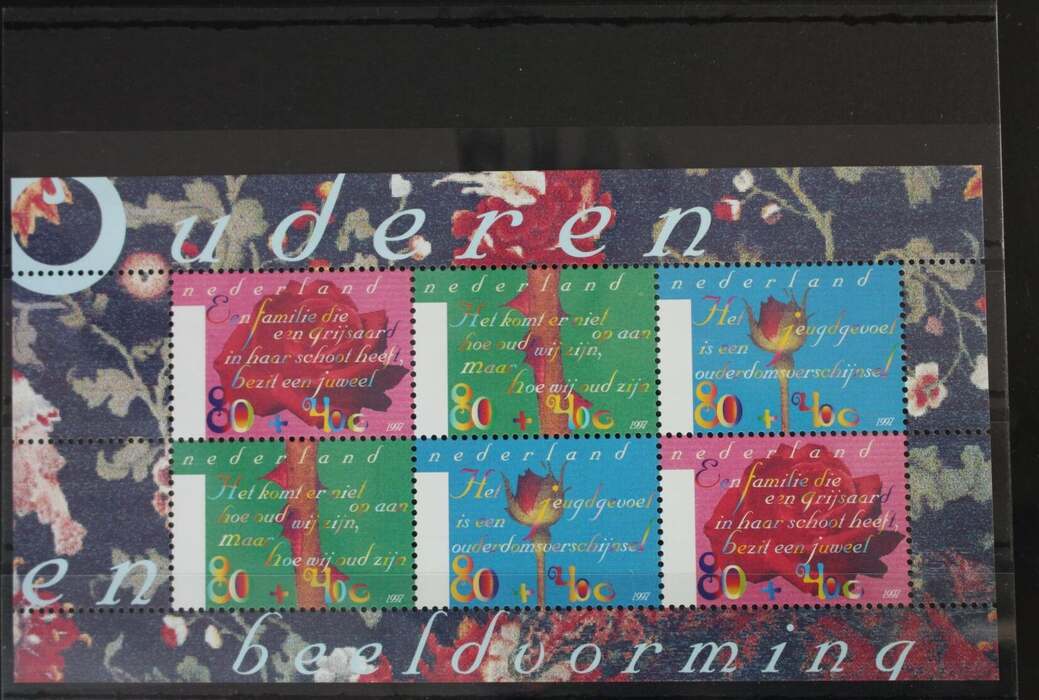 Ouderen
nederland
Een familie die
een grijsaard
in haar schoot heeft,
bezit een juweel
80 + 40c
1997
nederland
Het komt er niet
op aan
hoe oud wij zijn,
maar
hoe wij oud zijn
80 + 40c
1997
nederland
Het jeugdgevoel
is een
ouderdomsverschijnsel
80 + 40c
1997
nederland
Het komt er niet
op aan
hoe oud wij zijn,
maar
hoe wij oud zijn
80 + 40c
1997
nederland
Het jeugdgevoel
is een
ouderdomsverschijnsel
80 + 40c
1997
nederland
Een familie die
een grijsaard
in haar schoot heeft,
bezit een juweel
80 + 40c
1997
en
beeldvorming